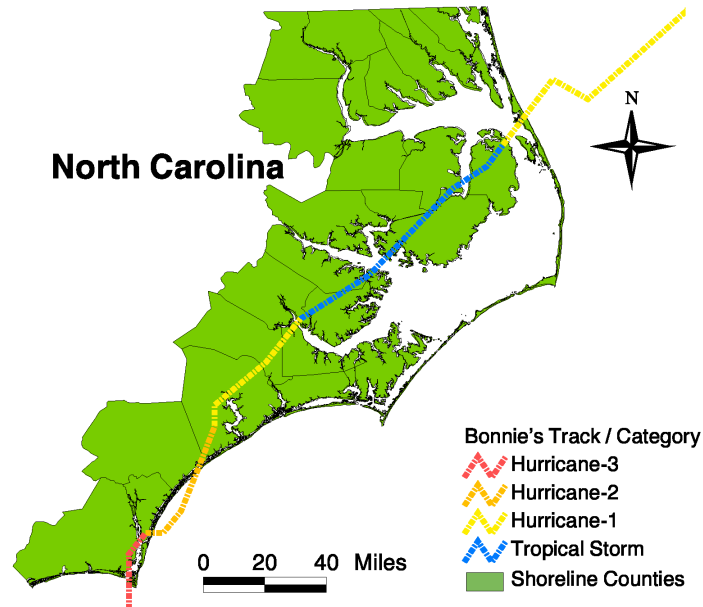 N
North Carolina
Bonnie's Track / Category
Hurricane-3
Hurricane-2
Hurricane-1
Tropical Storm
Shoreline Counties
0 20 40 Miles